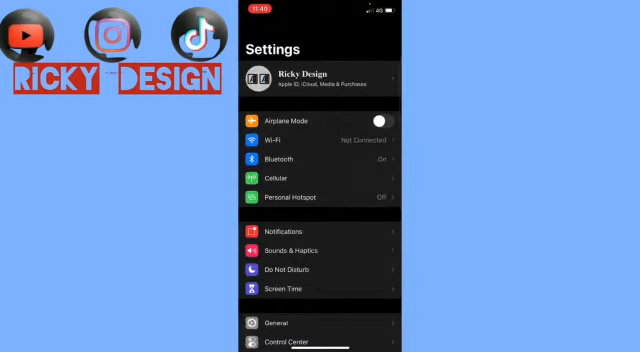 RICKY DESIGN
11:40
4G
Settings
Ricky Design
Apple ID, iCloud, Media & Purchases
Airplane Mode
Wi-Fi Not Connected
Bluetooth On
Cellular
Personal Hotspot Off
Notifications
Sounds & Haptics
Do Not Disturb
Screen Time
General
Control Center